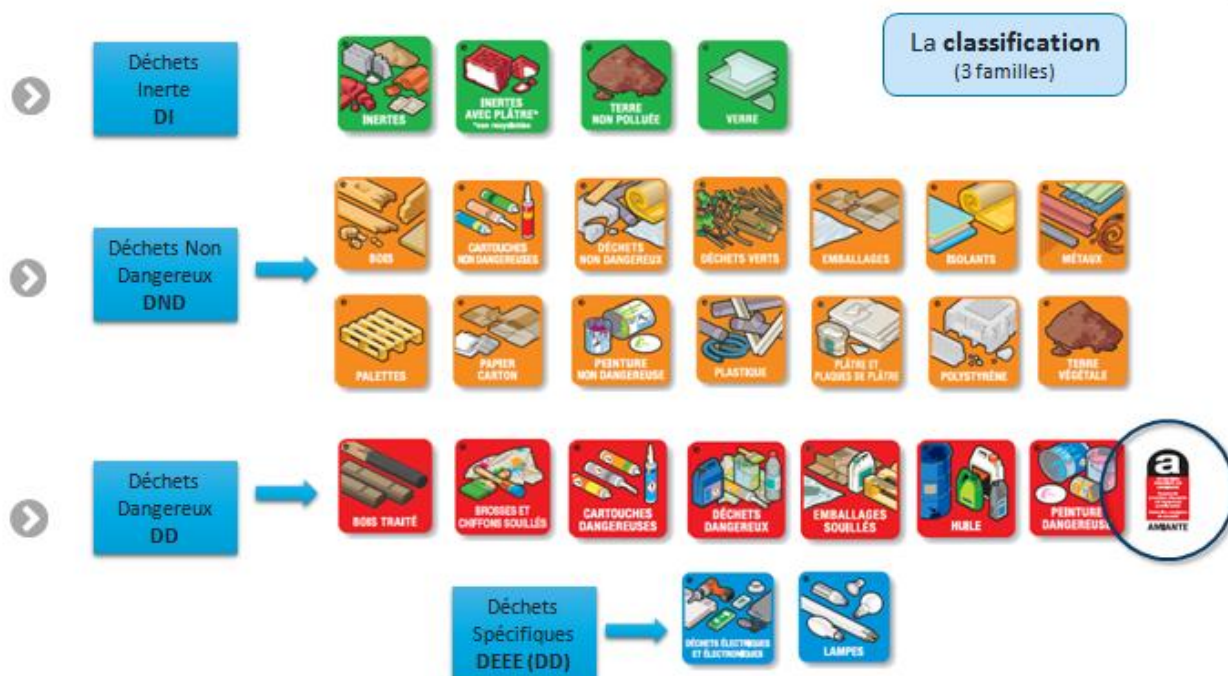 La classification
(3 familles)
Déchets
Inerte
DI
INERTES
INERTES
AVEC PLÂTRE*
*non recyclable
TERRE
NON POLLUÉE
VERRE
Déchets Non
Dangereux
DND
BOIS
CARTOUCHES
NON DANGEREUSES
DÉCHETS
NON DANGEREUX
DÉCHETS VERTS
EMBALLAGES
ISOLANTS
MÉTAUX
PALETTES
PAPIER
CARTON
PEINTURE
NON DANGEREUSE
PLASTIQUE
PLÂTRE ET
PLAQUES DE PLÂTRE
POLYSTYRÈNE
TERRE
VÉGÉTALE
Déchets
Dangereux
DD
BOIS TRAITÉ
BROSSES ET
CHIFFONS SOUILLÉS
CARTOUCHES
DANGEREUSES
DÉCHETS
DANGEREUX
EMBALLAGES
SOUILLÉS
HUILE
PEINTURE
DANGEREUSE
a
AMIANTE
Déchets
Spécifiques
DEEE (DD)
DÉCHETS ÉLECTRIQUES
ET ÉLECTRONIQUES
LAMPES